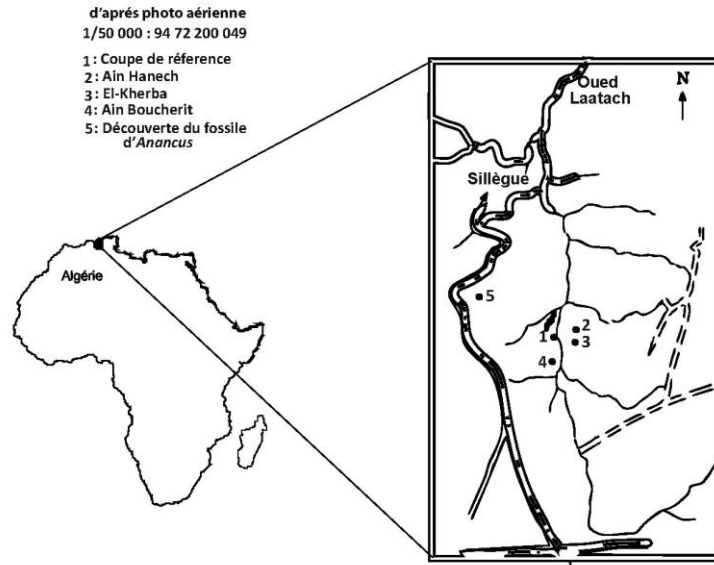 d'aprés photo aérienne
1/50 000 : 94 72 200 049
1: Coupe de réference
2: Ain Hanech
3: El-Kherba
4: Ain Boucherit
5: Découverte du fossile
d'Anancus
Algérie
Oued
Laatach
N
Sillègue
5
2
1
3
4